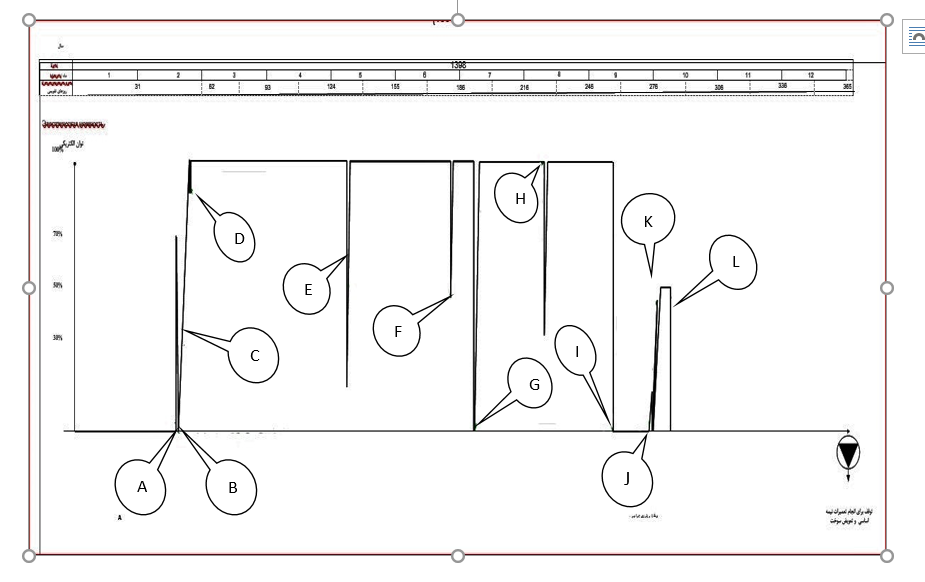 سال
1398
1 2 3 4 5 6 7 8 9 10 11 12
31 62 93 124 155 186 216 246 276 306 336 365
توان الکتریکی
100%
H
K
70%
D
L
50%
E
F
30%
C
I
G
A
B
J
A
توقف برای انجام تعمیرات نیمه
اساسی و تعویض سوخت